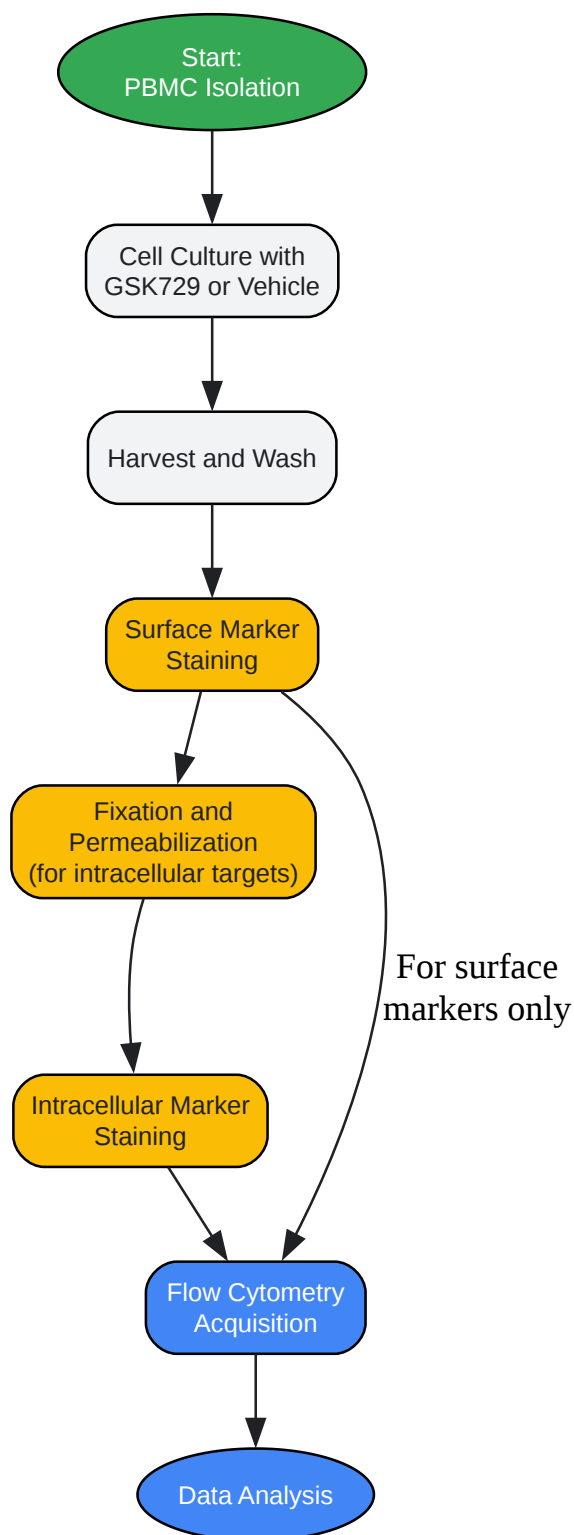 Start:
PBMC Isolation
Cell Culture with
GSK729 or Vehicle
Harvest and Wash
Surface Marker
Staining
Fixation and
Permeabilization
(for intracellular targets)
For surface
markers only
Intracellular Marker
Staining
Flow Cytometry
Acquisition
Data Analysis